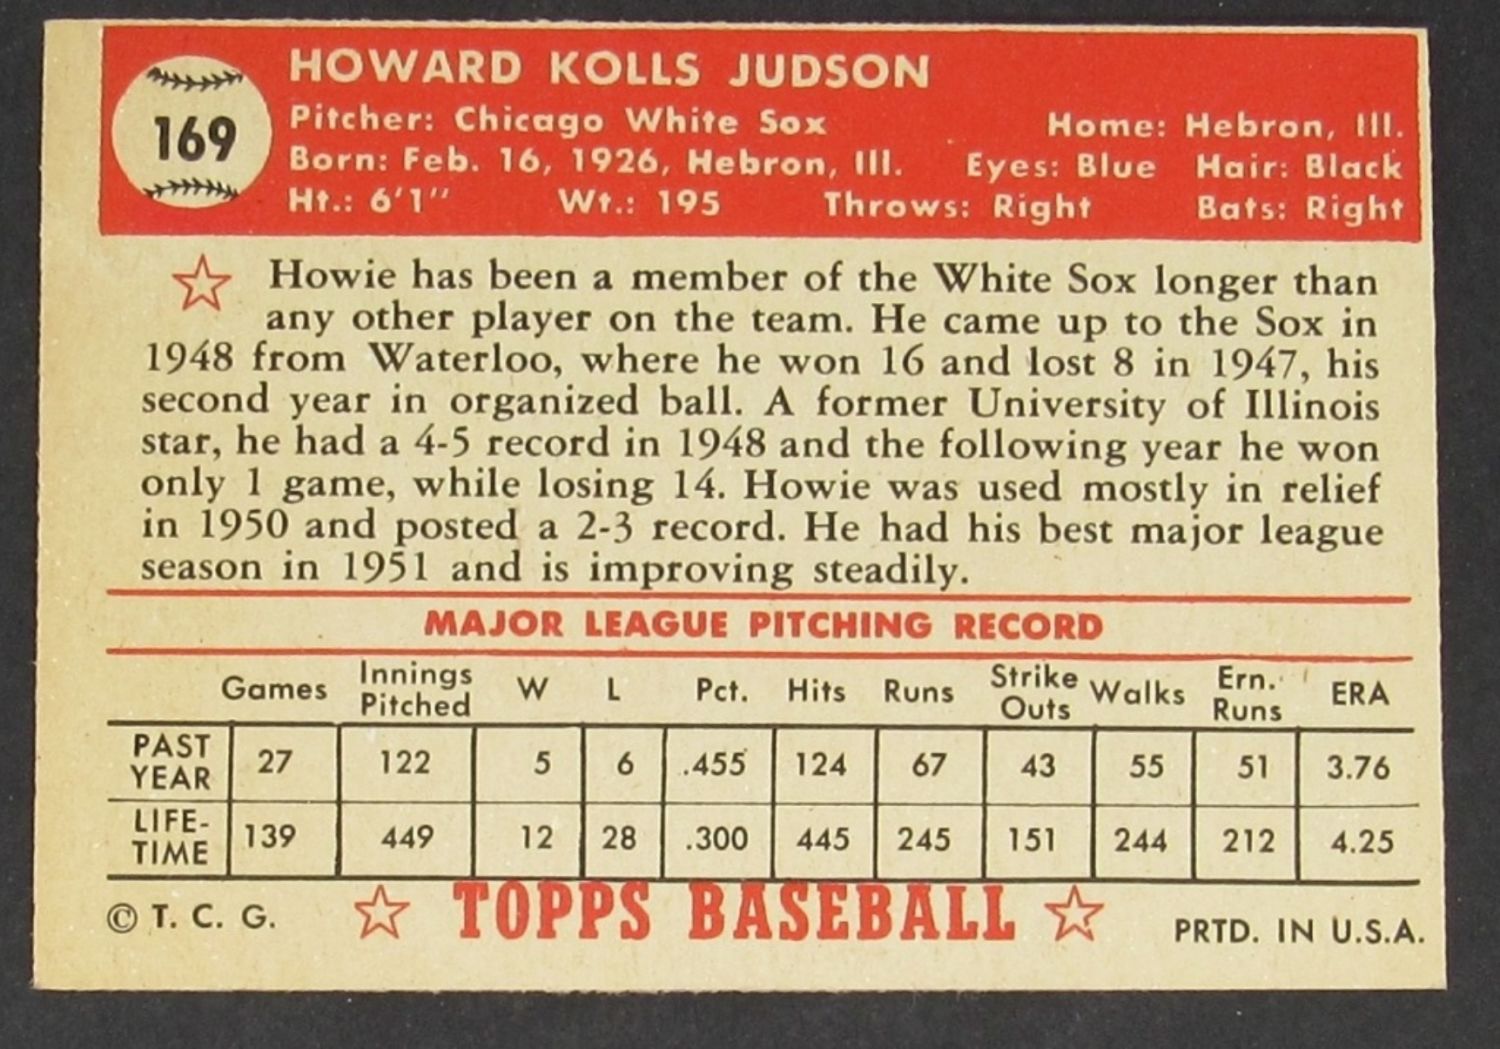 169
HOWARD KOLLS JUDSON
Pitcher: Chicago White Sox Home: Hebron, Ill.
Born: Feb. 16, 1926, Hebron, Ill. Eyes: Blue Hair: Black
Ht.: 6'1" Wt.: 195 Throws: Right Bats: Right
Howie has been a member of the White Sox longer than
any other player on the team. He came up to the Sox in
1948 from Waterloo, where he won 16 and lost 8 in 1947, his
second year in organized ball. A former University of Illinois
star, he had a 4-5 record in 1948 and the following year he won
only 1 game, while losing 14. Howie was used mostly in relief
in 1950 and posted a 2-3 record. He had his best major league
season in 1951 and is improving steadily.
MAJOR LEAGUE PITCHING RECORD
Games Innings Pitched W L Pct. Hits Runs Strike Outs Walks Ern. Runs ERA
PAST YEAR 27 122 5 6 .455 124 67 43 55 51 3.76
LIFE-TIME 139 449 12 28 .300 445 245 151 244 212 4.25
© T. C. G. TOPPS BASEBALL PRTD. IN U.S.A.